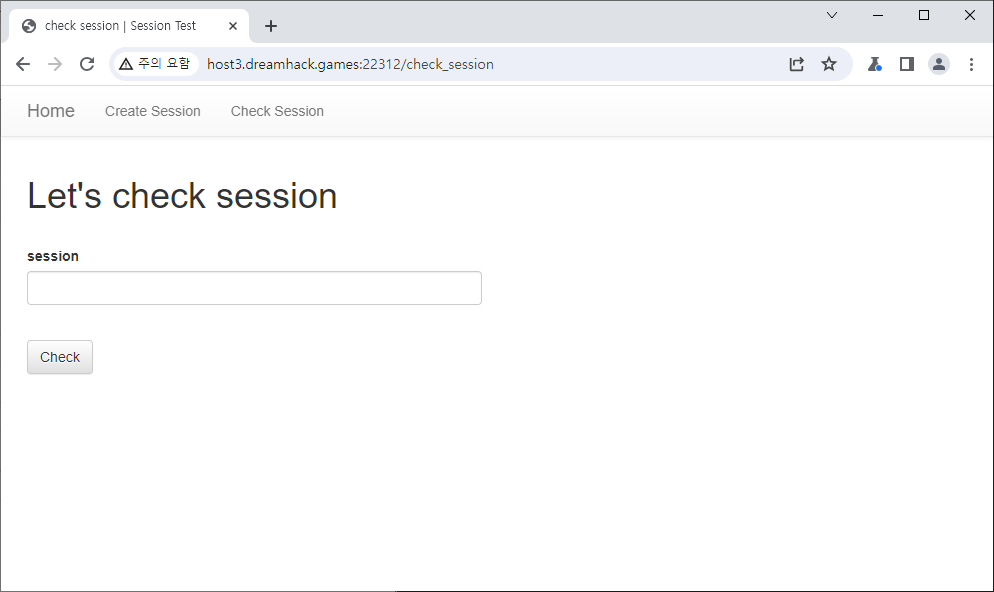 check session | Session Test
주의 요함 host3.dreamhack.games:22312/check_session
Home Create Session Check Session
Let's check session
session
Check